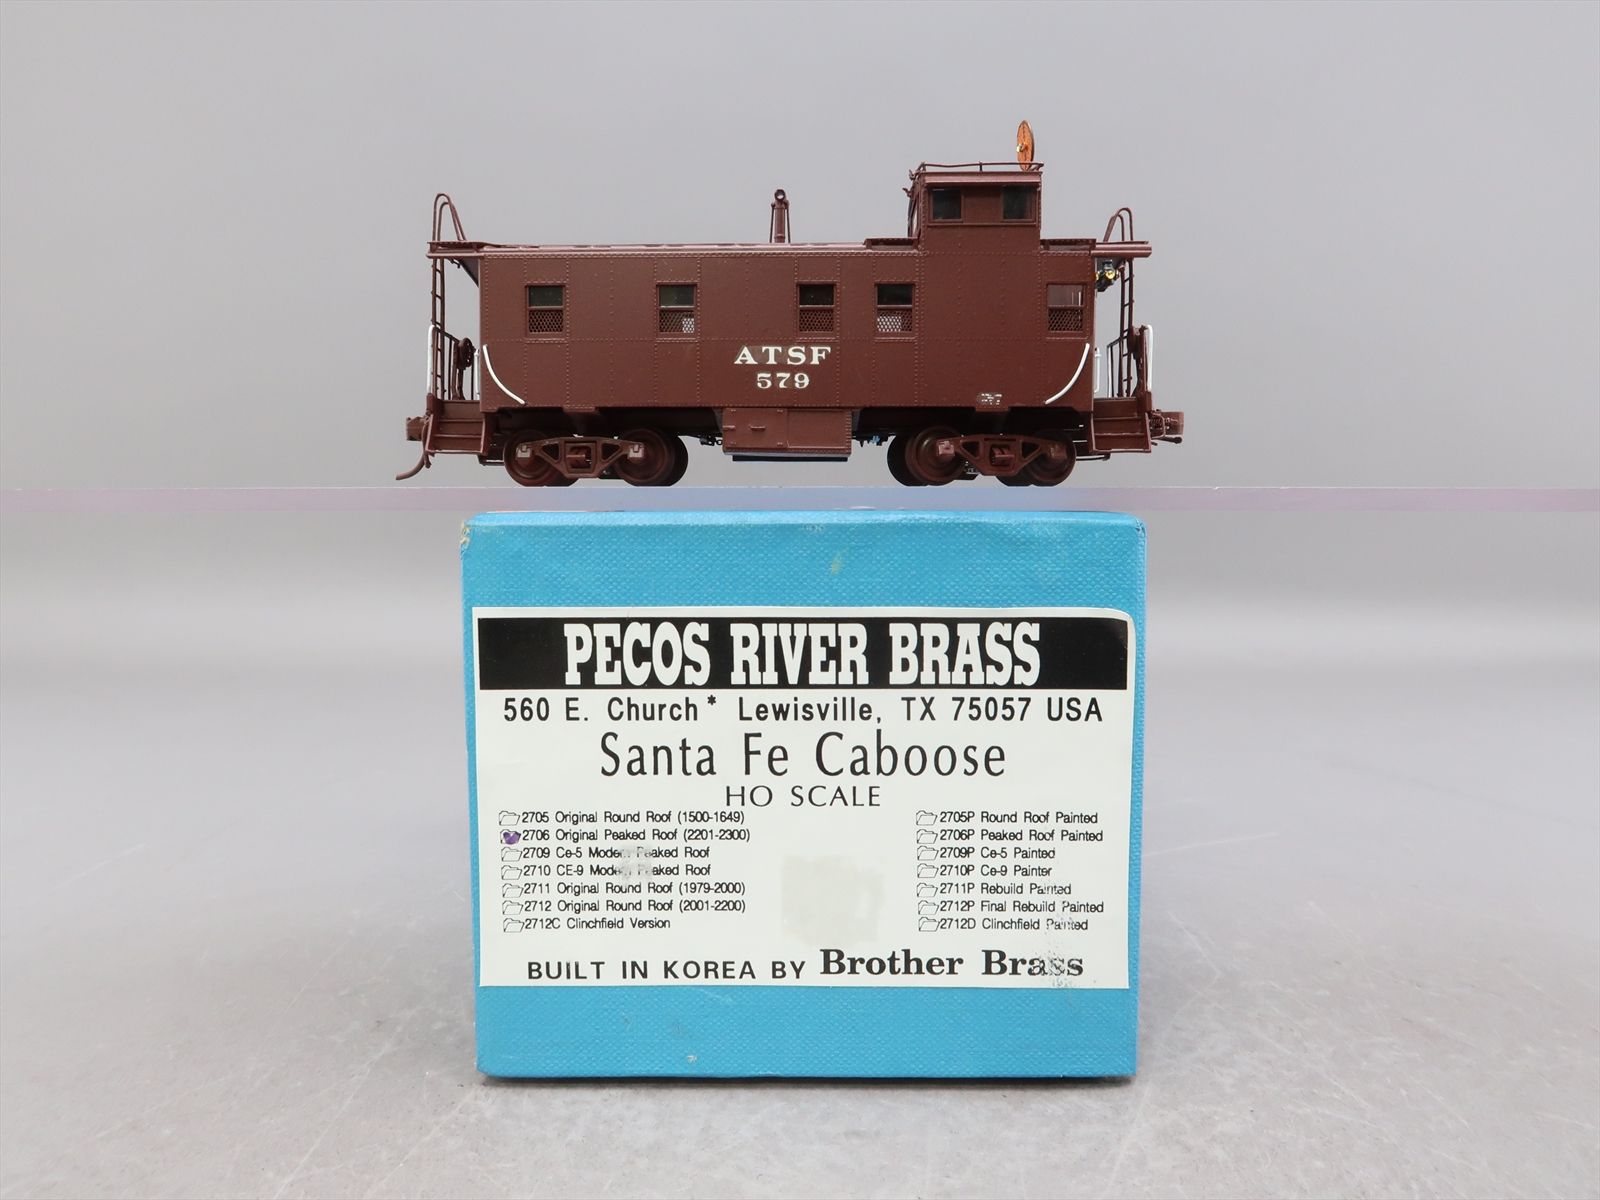 ATSF
579
PECOS RIVER BRASS
560 E. Church* Lewisville, TX 75057 USA
Santa Fe Caboose
HO SCALE
2705 Original Round Roof (1500-1649)
2706 Original Peaked Roof (2201-2300)
2709 Ce-5 Modern Peaked Roof
2710 CE-9 Modern Peaked Roof
2711 Original Round Roof (1979-2000)
2712 Original Round Roof (2001-2200)
2712C Clinchfield Version
2705P Round Roof Painted
2706P Peaked Roof Painted
2709P Ce-5 Painted
2710P Ce-9 Painter
2711P Rebuild Painted
2712P Final Rebuild Painted
2712D Clinchfield Painted
BUILT IN KOREA BY Brother Brass